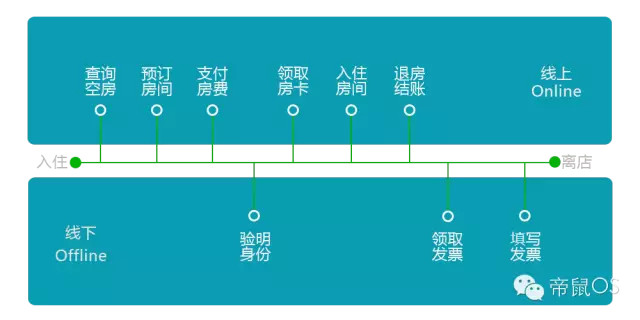 查询
空房
预订
房间
支付
房费
领取
房卡
入住
房间
退房
结账
线上
Online
入住
离店
线下
Offline
验明
身份
领取
发票
填写
发票
帝鼠OS